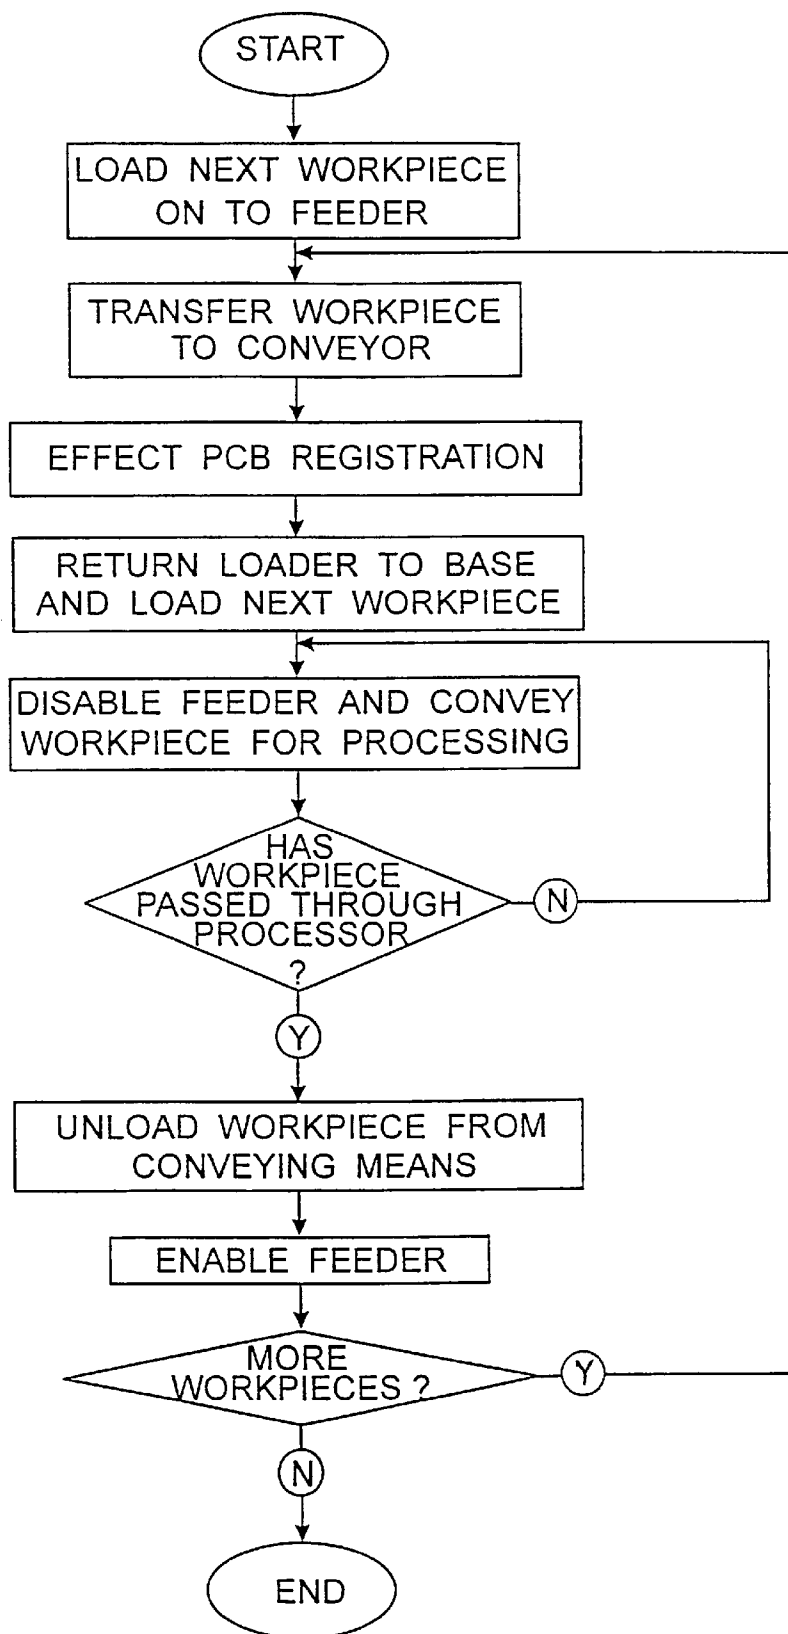 START
LOAD NEXT WORKPIECE
ON TO FEEDER
TRANSFER WORKPIECE
TO CONVEYOR
EFFECT PCB REGISTRATION
RETURN LOADER TO BASE
AND LOAD NEXT WORKPIECE
DISABLE FEEDER AND CONVEY
WORKPIECE FOR PROCESSING
HAS
WORKPIECE
PASSED THROUGH
PROCESSOR
?
N
Y
UNLOAD WORKPIECE FROM
CONVEYING MEANS
ENABLE FEEDER
MORE
WORKPIECES ?
Y
N
END